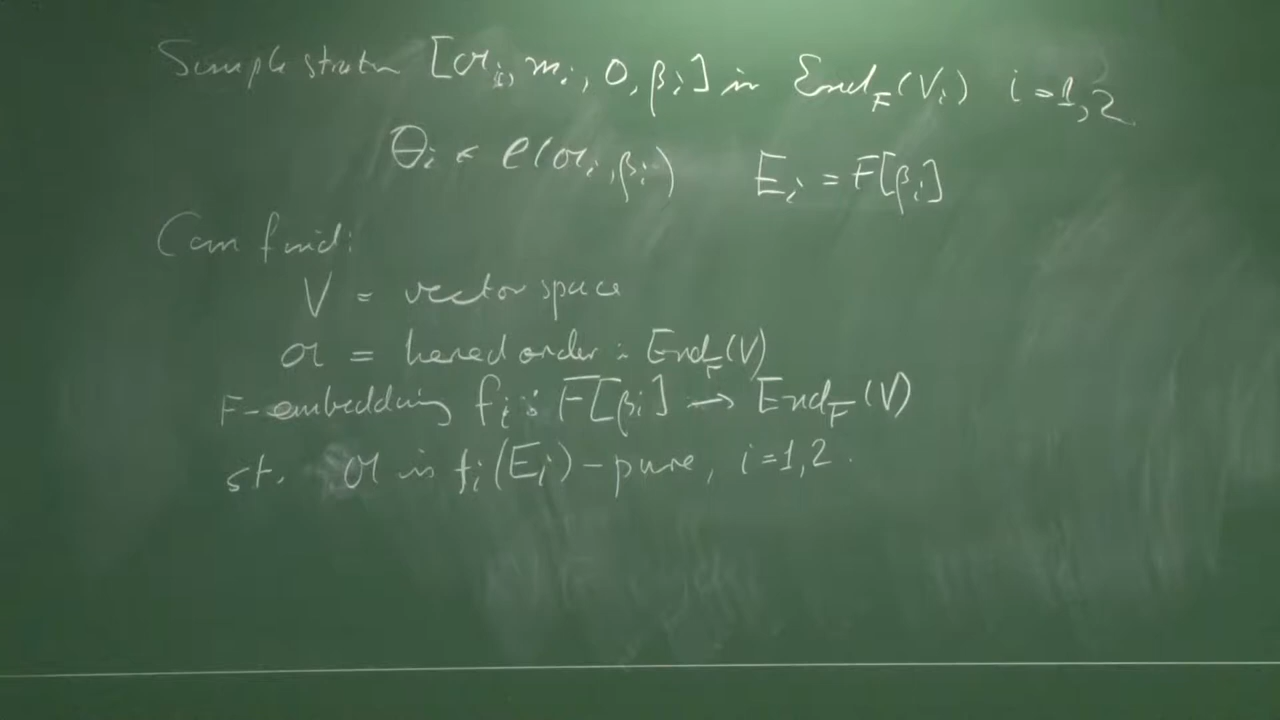 Simple strata [𝔞ᵢ, mᵢ, 0, βᵢ] in End_F(Vᵢ) i=1,2
θᵢ ∈ 𝒞(𝔞ᵢ, βᵢ) Eᵢ = F[βᵢ]
Can find:
V = vector space
𝔞 = hered order in End_F(V)
F-embedding fᵢ: F[βᵢ] → End_F(V)
st. 𝔞 is fᵢ(Eᵢ)-pure, i=1,2.